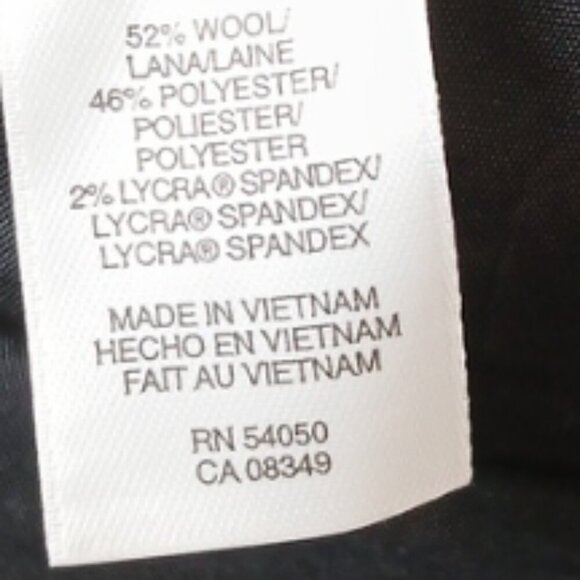 52% WOOL/
LANA/LAINE
46% POLYESTER/
POLIESTER/
POLYESTER
2% LYCRA® SPANDEX/
LYCRA® SPANDEX/
LYCRA® SPANDEX
MADE IN VIETNAM
HECHO EN VIETNAM
FAIT AU VIETNAM
RN 54050
CA 08349